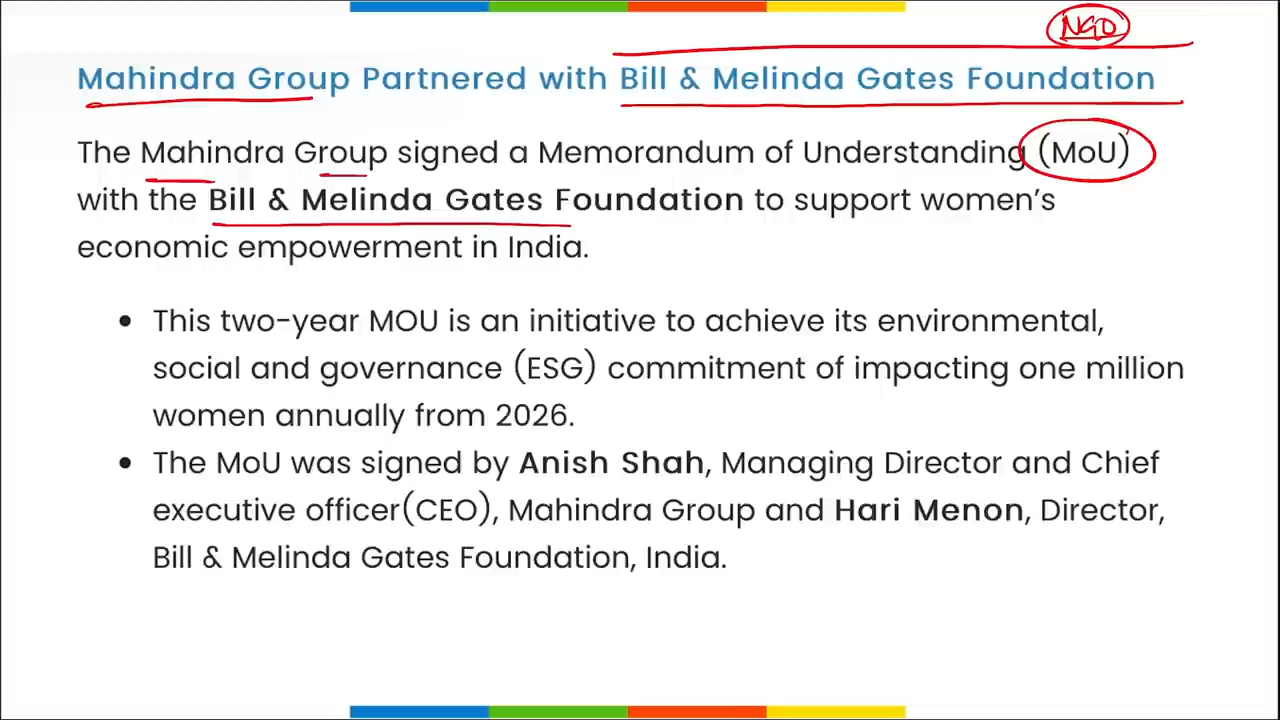 NGO
Mahindra Group Partnered with Bill & Melinda Gates Foundation
The Mahindra Group signed a Memorandum of Understanding (MoU)
with the Bill & Melinda Gates Foundation to support women's
economic empowerment in India.
• This two-year MOU is an initiative to achieve its environmental,
social and governance (ESG) commitment of impacting one million
women annually from 2026.
• The MoU was signed by Anish Shah, Managing Director and Chief
executive officer(CEO), Mahindra Group and Hari Menon, Director,
Bill & Melinda Gates Foundation, India.